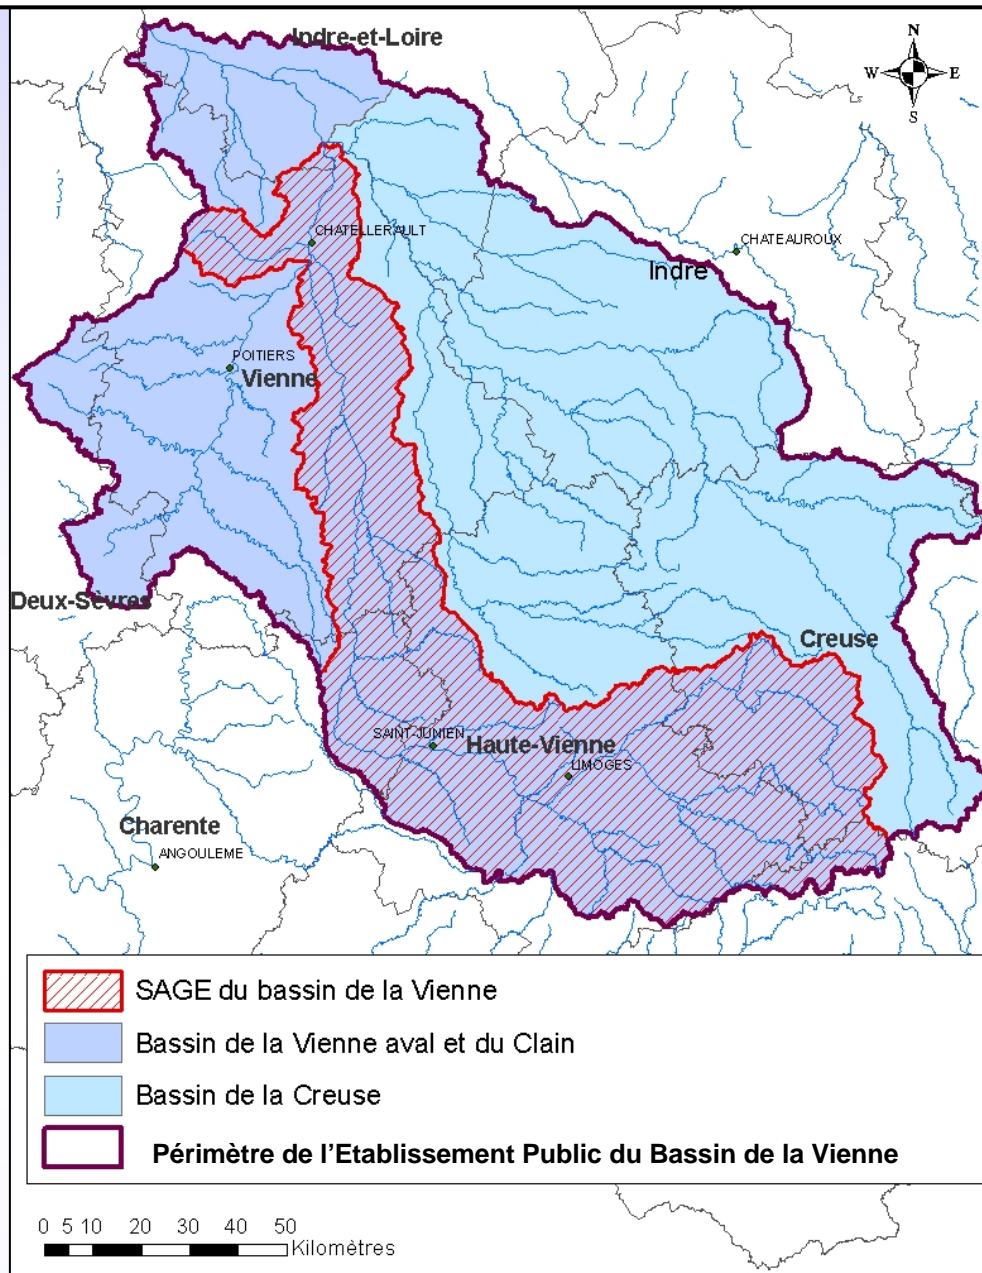 Indre-et-Loire
N
W E
S
CHATELLERAULT
CHATEAUROUX
Indre
POITIERS
Vienne
Deux-Sèvres
Creuse
SAINT-JUNIEN
Haute-Vienne
LIMOGES
Charente
ANGOULEME
SAGE du bassin de la Vienne
Bassin de la Vienne aval et du Clain
Bassin de la Creuse
Périmètre de l'Etablissement Public du Bassin de la Vienne
0 5 10 20 30 40 50
Kilomètres